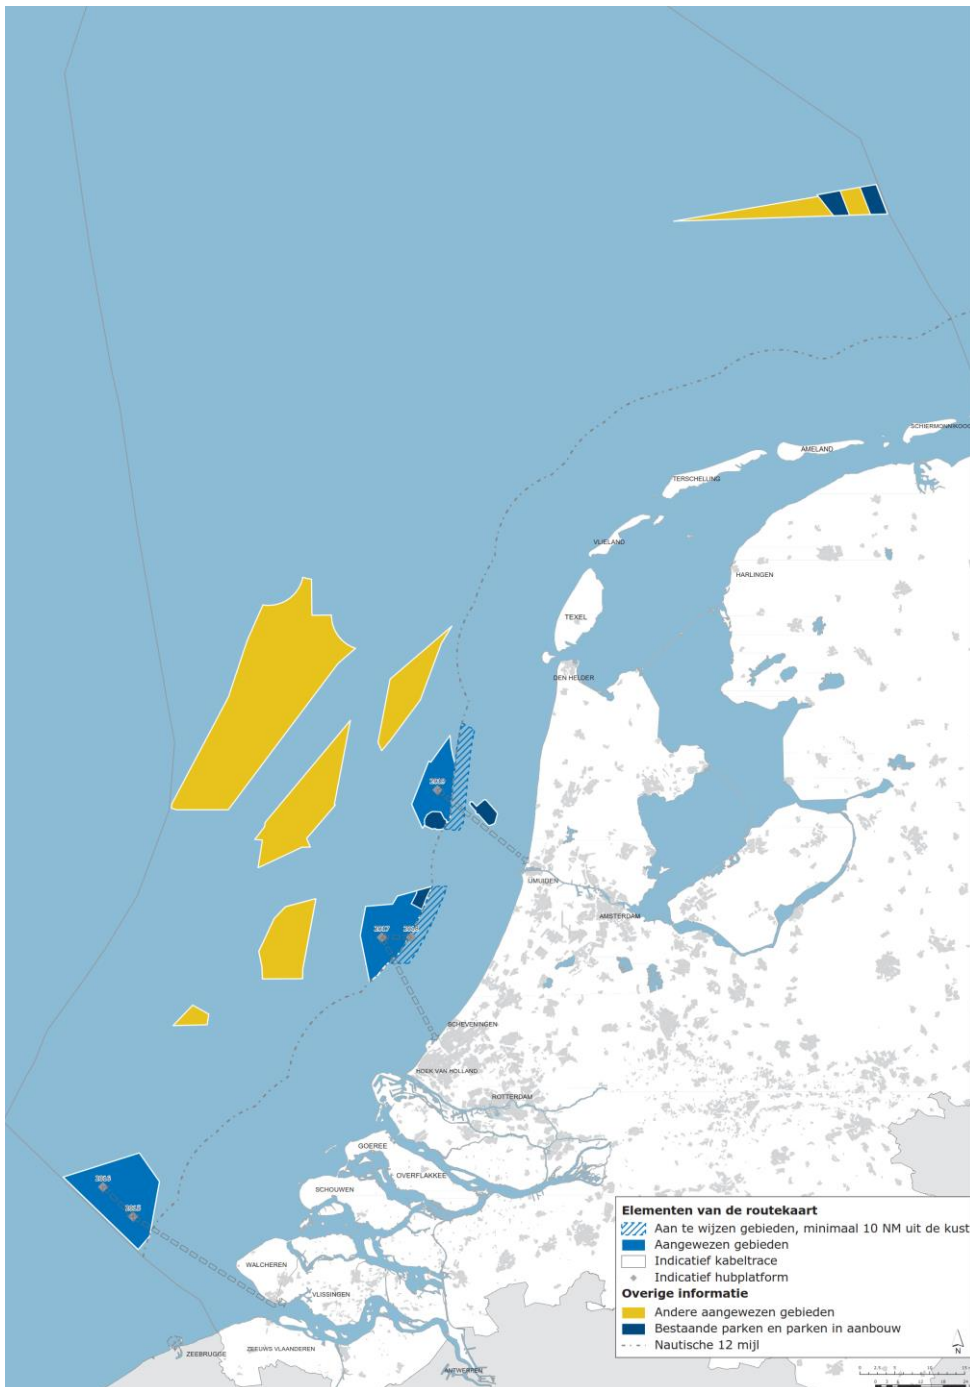 SCHIERMONNIKOOG
AMELAND
TERSCHELLING
VLIELAND
HARLINGEN
TEXEL
DEN HELDER
2019
IJMUIDEN
AMSTERDAM
2017
SCHEVENINGEN
HOEK VAN HOLLAND
ROTTERDAM
GOEREE
OVERFLAKKEE
2016
SCHOUWEN
2015
WALCHEREN
VLISSINGEN
ZEEBRUGGE
ZEEUWS VLAANDEREN
ANTWERPEN
Elementen van de routekaart
Aan te wijzen gebieden, minimaal 10 NM uit de kust
Aangewezen gebieden
Indicatief kabeltrace
Indicatief hubplatform
Overige informatie
Andere aangewezen gebieden
Bestaande parken en parken in aanbouw
Nautische 12 mijl
N